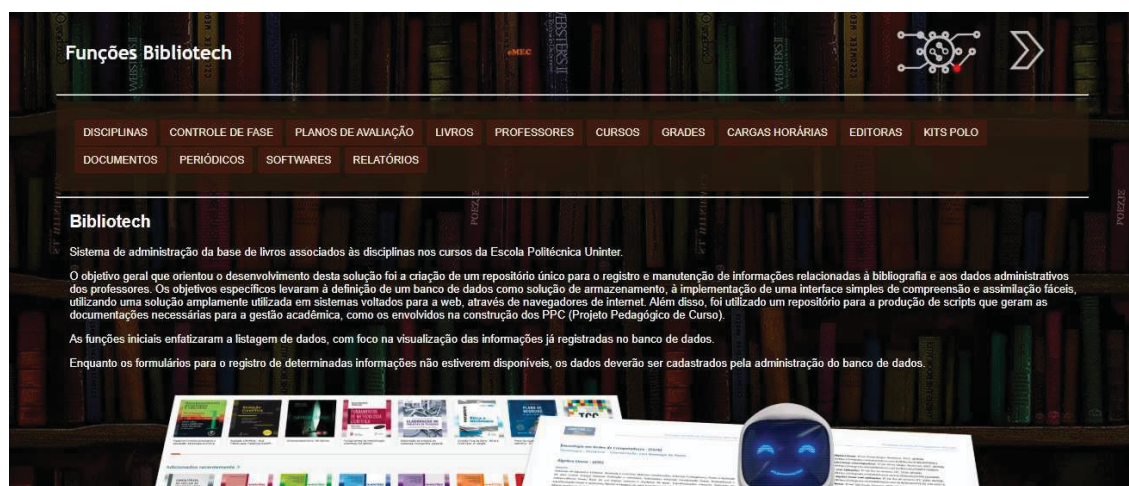 Funções Bibliotech
eMEC
WEBSTERS II
DISCIPLINAS CONTROLE DE FASE PLANOS DE AVALIAÇÃO LIVROS PROFESSORES CURSOS GRADES CARGAS HORÁRIAS EDITORAS KITS POLO
DOCUMENTOS PERIÓDICOS SOFTWARES RELATÓRIOS
POEZJE
Bibliotech
Sistema de administração da base de livros associados às disciplinas nos cursos da Escola Politécnica Uninter.
O objetivo geral que orientou o desenvolvimento desta solução foi a criação de um repositório único para o registro e manutenção de informações relacionadas à bibliografia e aos dados administrativos
dos professores. Os objetivos específicos levaram à definição de um banco de dados como solução de armazenamento, à implementação de uma interface simples de compreensão e assimilação fáceis,
utilizando uma solução amplamente utilizada em sistemas voltados para a web, através de navegadores de internet. Além disso, foi utilizado um repositório para a produção de scripts que geram as
documentações necessárias para a gestão acadêmica, como os envolvidos na construção dos PPC (Projeto Pedagógico de Curso).
As funções iniciais enfatizaram a listagem de dados, com foco na visualização das informações já registradas no banco de dados.
Enquanto os formulários para o registro de determinadas informações não estiverem disponíveis, os dados deverão ser cadastrados pela administração do banco de dados.
TCC